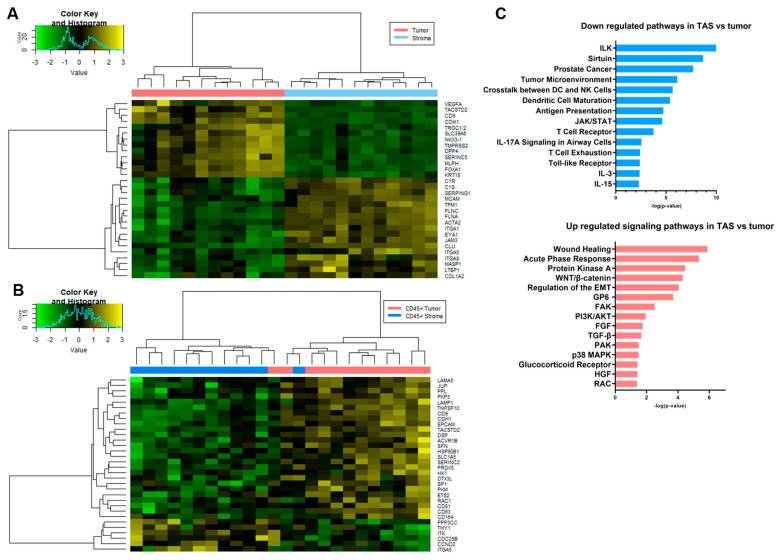 A
Color Key
and Histogram
Count
-3 -2 -1 0 1 2 3
Value
Tumor
Stroma
VEGFA
TACSTD2
CD9
CDH1
TRGC1/2
SLC39A6
NKX3-1
TMPRSS2
DPP4
SERINC5
MLPH
FOXA1
KRT18
C1R
C1S
SERPING1
MCAM
TPM1
FLNC
FLNA
ACTA2
ITGA1
EYA1
JAM3
CLU
ITGA5
ITGA8
MASP1
LTBP1
COL1A2
B
Color Key
and Histogram
Count
0 15
-3 -2 -1 0 1 2 3
Value
CD45+ Tumor
CD45+ Stroma
LAMA5
JUP
PPL
PKP3
LAMP1
TNFSF10
CD9
CDH1
EPCAM
TACSTD2
DSP
ACVR1B
SFN
HSP90B1
SLC1A5
SERINC2
PRDX5
HK1
DTX3L
SP1
PKM
ETS2
RAC1
CD81
CD63
CD164
PPP3CC
THY1
ITK
CDC25B
CCND2
ITGA5
C
Down regulated pathways in TAS vs tumor
ILK
Sirtuin
Prostate Cancer
Tumor Microenvironment
Crosstalk between DC and NK Cells
Dendritic Cell Maturation
Antigen Presentation
JAK/STAT
T Cell Receptor
IL-17A Signaling in Airway Cells
T Cell Exhaustion
Toll-like Receptor
IL-3
IL-15
0 2 4 6 8 10
-log(p-value)
Up regulated signaling pathways in TAS vs tumor
Wound Healing
Acute Phase Response
Protein Kinase A
WNT/β-catenin
Regulation of the EMT
GP6
FAK
PI3K/AKT
FGF
TGF-β
PAK
p38 MAPK
Glucocorticoid Receptor
HGF
RAC
0 2 4 6
-log(p-value)